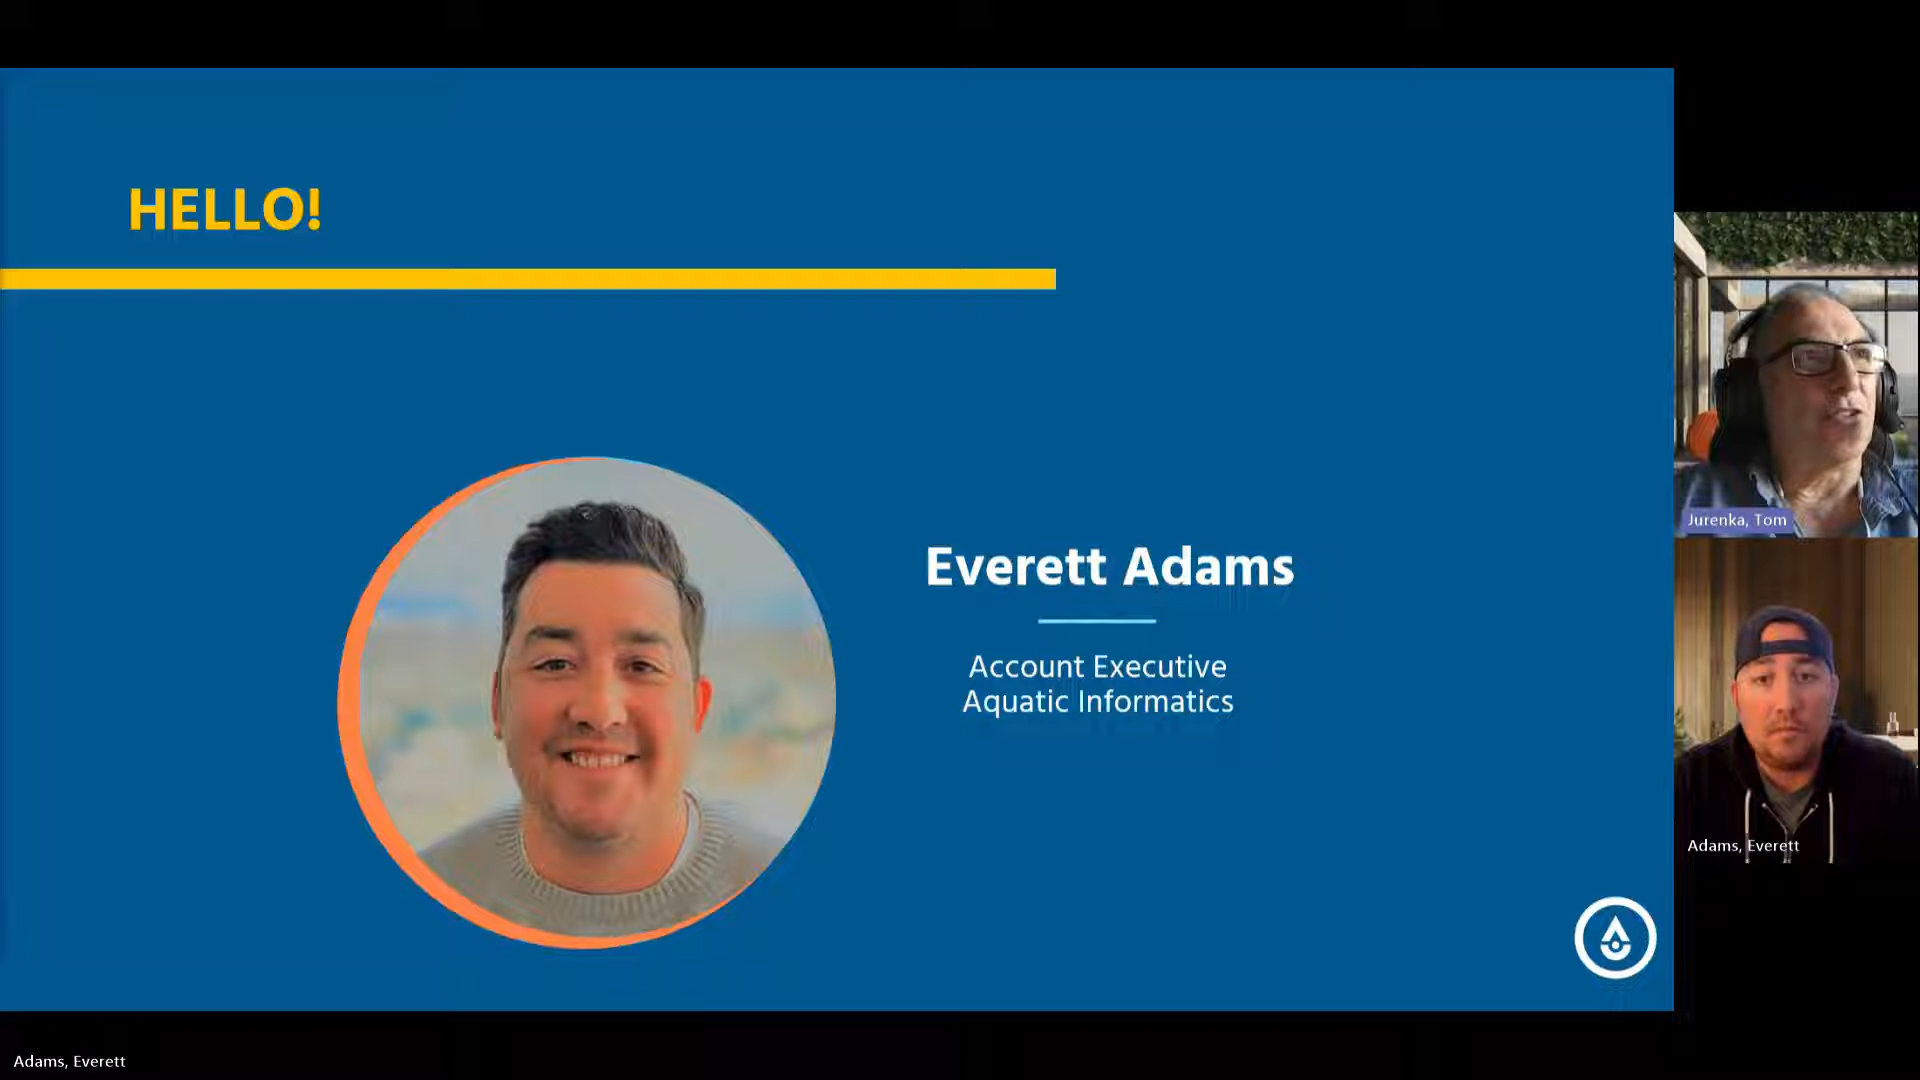 HELLO!
Everett Adams
Account Executive
Aquatic Informatics
Jurenka, Tom
Adams, Everett
Adams, Everett